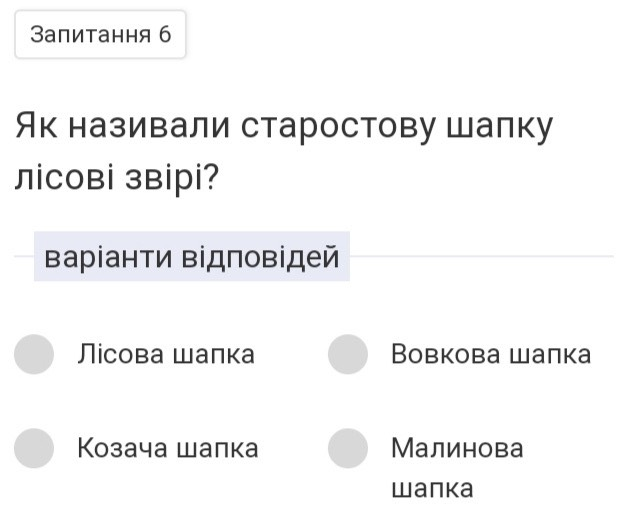 Запитання 6
Як називали старостову шапку
лісові звірі?
варіанти відповідей
Лісова шапка
Вовкова шапка
Козача шапка
Малинова
шапка